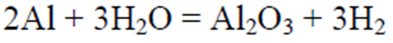 2Al + 3H₂O = Al₂O₃ + 3H₂